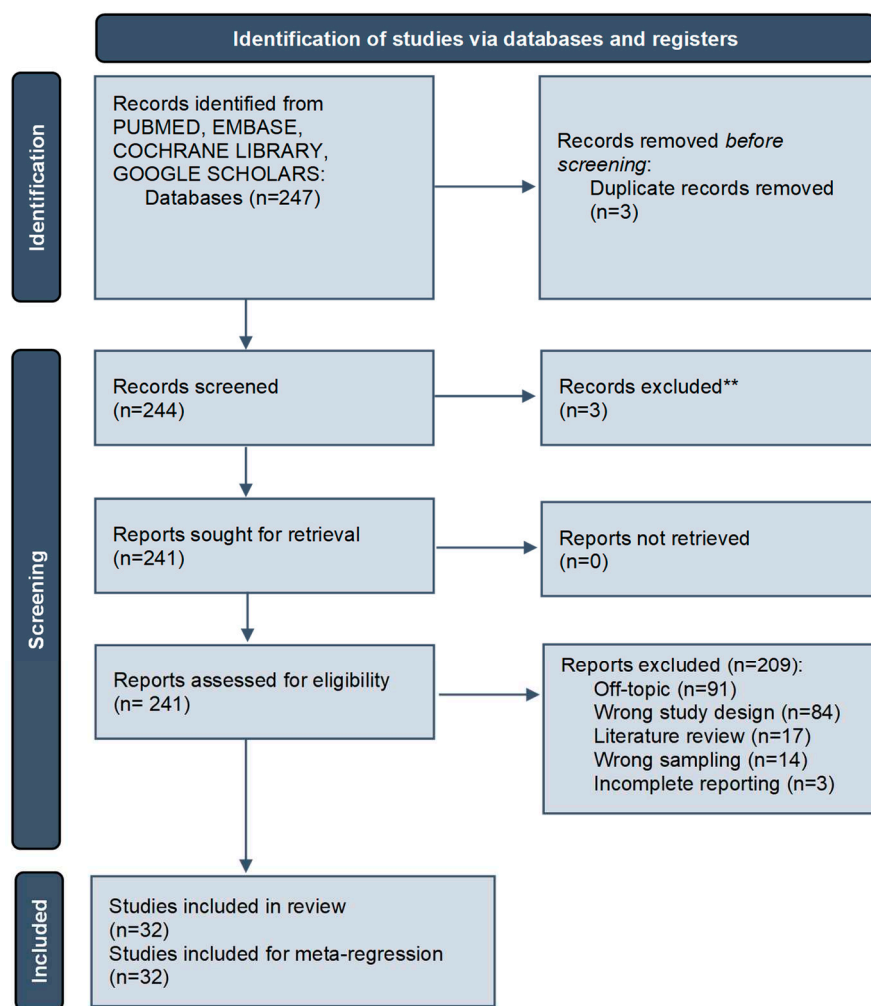 Identification of studies via databases and registers
Identification
Records identified from
PUBMED, EMBASE,
COCHRANE LIBRARY,
GOOGLE SCHOLARS:
Databases (n=247)
Records removed before
screening:
Duplicate records removed
(n=3)
Screening
Records screened
(n=244)
Records excluded**
(n=3)
Reports sought for retrieval
(n=241)
Reports not retrieved
(n=0)
Reports assessed for eligibility
(n= 241)
Reports excluded (n=209):
Off-topic (n=91)
Wrong study design (n=84)
Literature review (n=17)
Wrong sampling (n=14)
Incomplete reporting (n=3)
Included
Studies included in review
(n=32)
Studies included for meta-regression
(n=32)